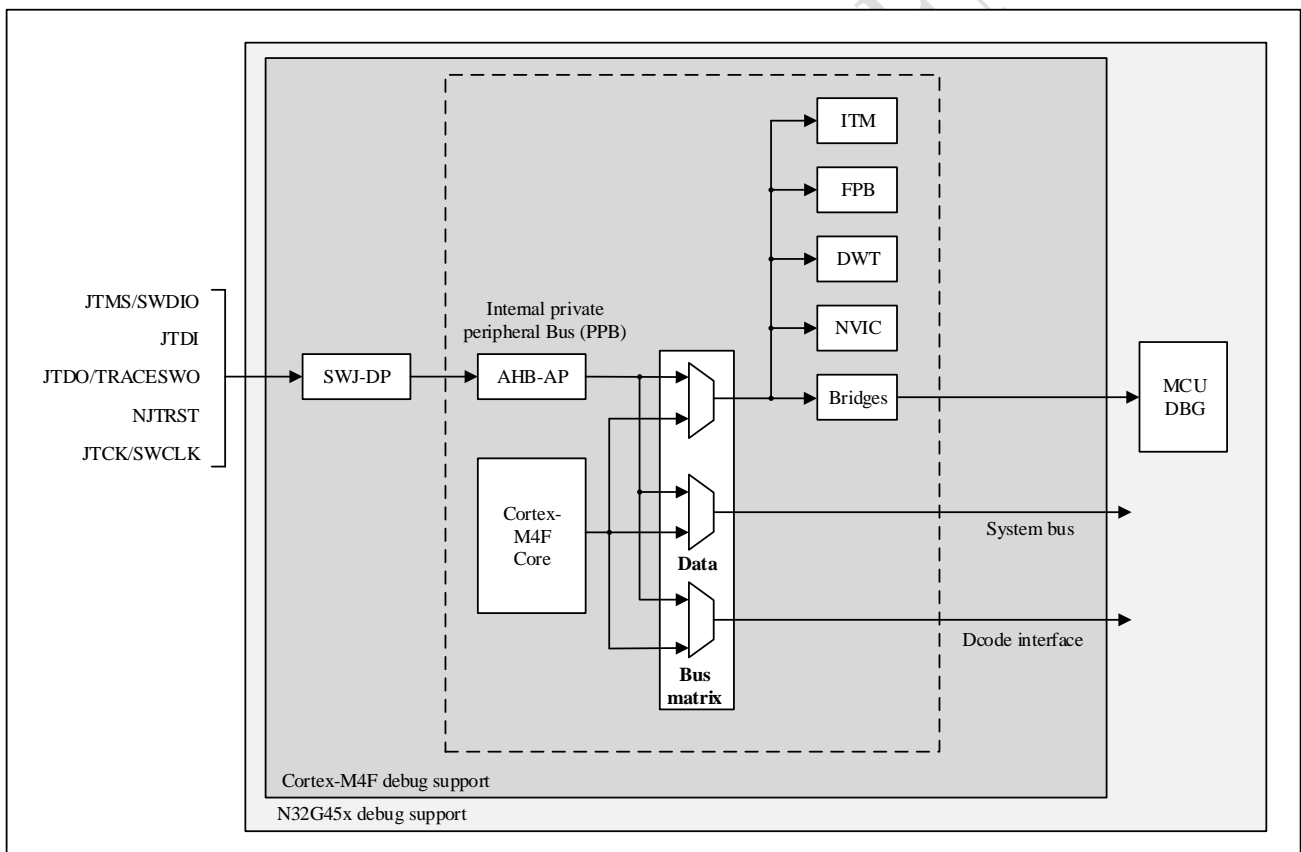 ITM
FPB
DWT
NVIC
Bridges
JTMS/SWDIO
JTDI
JTDO/TRACESWO
NJTRST
JTCK/SWCLK
SWJ-DP
Internal private
peripheral Bus (PPB)
AHB-AP
Cortex-
M4F
Core
Data
Bus
matrix
MCU
DBG
System bus
Dcode interface
Cortex-M4F debug support
N32G45x debug support